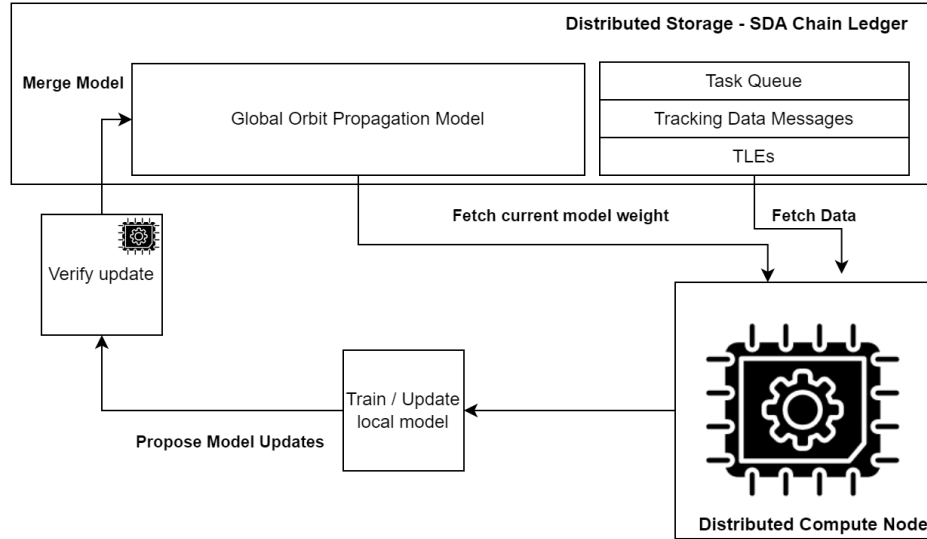 Distributed Storage - SDA Chain Ledger
Merge Model
Global Orbit Propagation Model
Task Queue
Tracking Data Messages
TLEs
Fetch current model weight
Fetch Data
Verify update
Train / Update
local model
Propose Model Updates
Distributed Compute Node